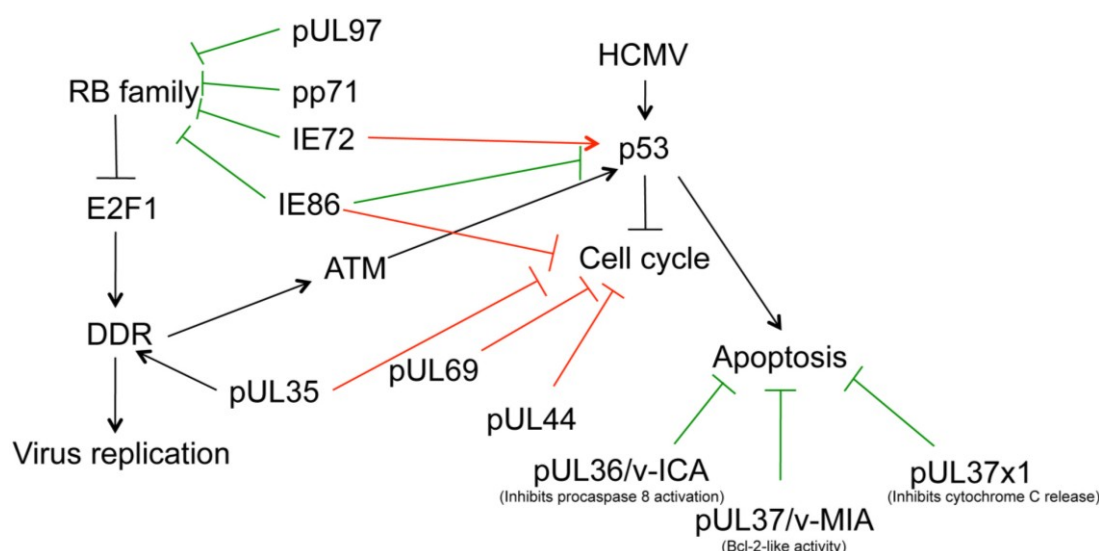 pUL97
HCMV
RB family
pp71
IE72
p53
IE86
E2F1
ATM
Cell cycle
DDR
Apoptosis
pUL69
pUL35
pUL44
Virus replication
pUL36/v-ICA
(Inhibits procaspase 8 activation)
pUL37x1
(Inhibits cytochrome C release)
pUL37/v-MIA
(Bcl-2-like activity)